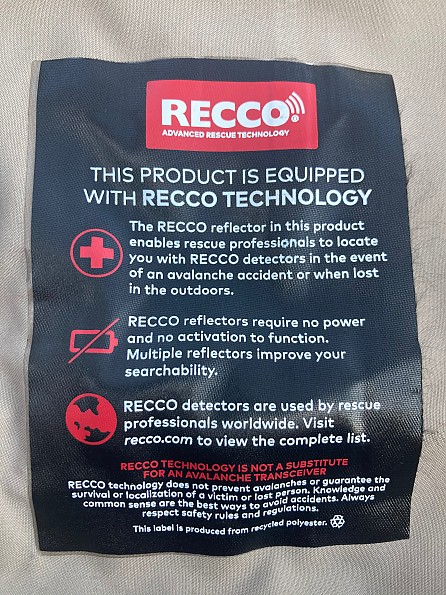 RECCO®
ADVANCED RESCUE TECHNOLOGY
THIS PRODUCT IS EQUIPPED
WITH RECCO TECHNOLOGY
The RECCO reflector in this product
enables rescue professionals to locate
you with RECCO detectors in the event
of an avalanche accident or when lost
in the outdoors.
RECCO reflectors require no power
and no activation to function.
Multiple reflectors improve your
searchability.
RECCO detectors are used by rescue
professionals worldwide. Visit
recco.com to view the complete list.
RECCO TECHNOLOGY IS NOT A SUBSTITUTE
FOR AN AVALANCHE TRANSCEIVER
RECCO technology does not prevent avalanches or guarantee the
survival or localization of a victim or lost person. Knowledge and
common sense are the best ways to avoid accidents. Always
respect safety rules and regulations.
This label is produced from recycled polyester.